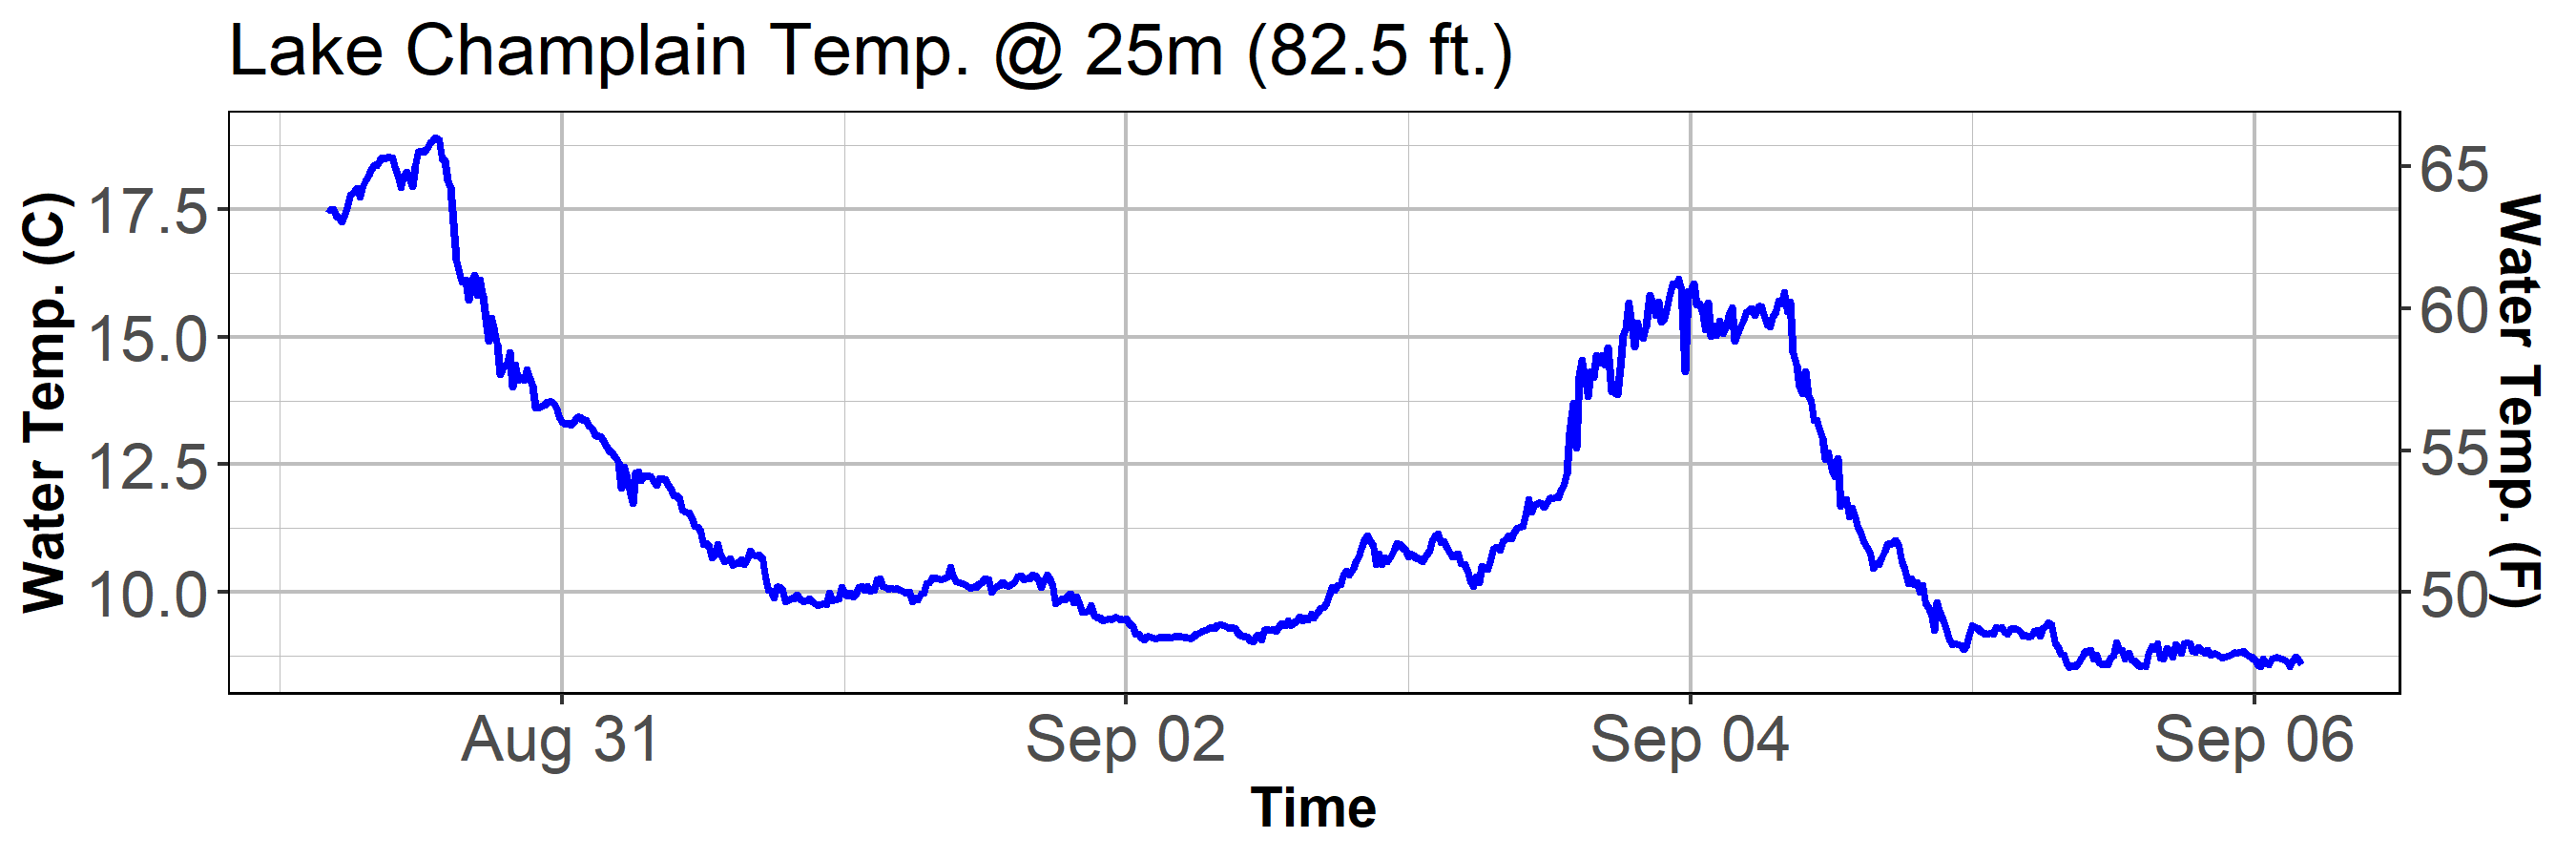 Lake Champlain Temp. @ 25m (82.5 ft.)
Water Temp. (C)
17.5
15.0
12.5
10.0
65
60
55
50
Water Temp. (F)
Aug 31
Sep 02
Sep 04
Sep 06
Time